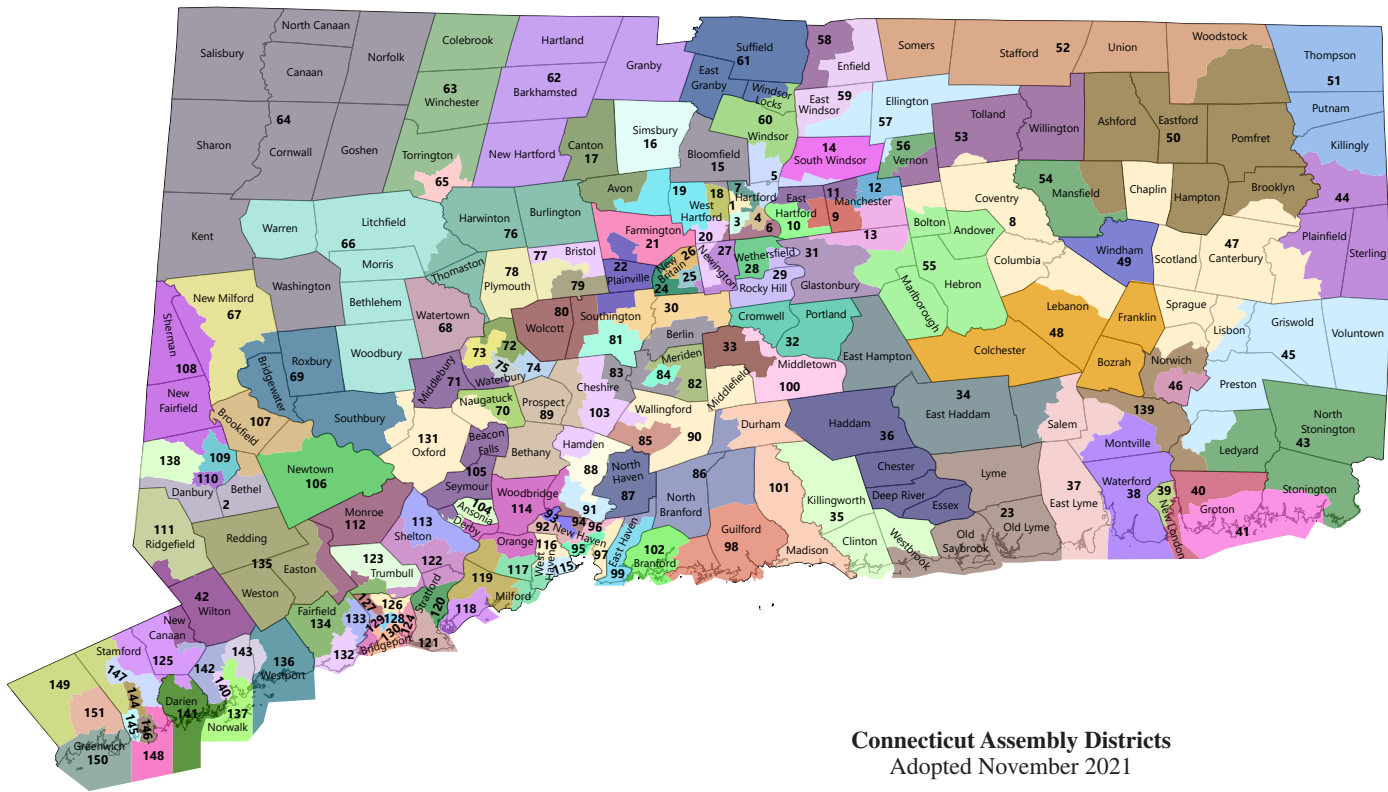 North Canaan
Colebrook
Hartland
Salisbury
Canaan
Norfolk
Granby
Suffield
61
58
Enfield
Somers
Stafford
52
Union
Woodstock
Thompson
51
63
Winchester
62
Barkhamsted
East
Granby
Windsor
Locks
East
Windsor
59
Ellington
57
Putnam
64
Sharon
Cornwall
Goshen
Torrington
65
New Hartford
Canton
17
Simsbury
16
Bloomfield
15
60
Windsor
5
14
South Windsor
56
Vernon
Tolland
53
Willington
Ashford
Eastford
50
Pomfret
Killingly
44
Kent
Warren
Litchfield
66
Morris
Harwinton
76
Burlington
Avon
19
West
Hartford
18
7
1
Hartford
3
4
6
East
Hartford
10
11
Manchester
12
9
13
Bolton
Andover
Coventry
8
54
Mansfield
Chaplin
Hampton
Brooklyn
Plainfield
Sterling
Washington
Bethlehem
Thomaston
78
Plymouth
77
Bristol
79
Farmington
21
20
22
Plainville
New
Britain
26
24
25
Newington
27
Wethersfield
28
29
Rocky Hill
31
Glastonbury
55
Hebron
Marlborough
Columbia
Windham
49
Scotland
47
Canterbury
New Milford
67
Sherman
108
Watertown
68
Woodbury
Roxbury
69
Bridgewater
80
Wolcott
Southington
81
30
Berlin
Cromwell
Portland
32
East Hampton
Lebanon
48
Colchester
Franklin
Bozrah
Sprague
Lisbon
Norwich
46
Griswold
45
Voluntown
Preston
New
Fairfield
Brookfield
107
Southbury
Middlebury
71
73
72
75
74
Waterbury
Naugatuck
70
Prospect
89
Cheshire
103
83
Meriden
84
82
33
Middlefield
Middletown
100
34
East Haddam
Salem
139
Montville
Ledyard
North
Stonington
43
Stonington
138
109
110
Danbury
Bethel
2
Newtown
106
131
Oxford
Beacon
Falls
105
Seymour
Bethany
Hamden
88
Wallingford
85
90
Durham
North
Haven
87
86
North
Branford
Haddam
36
Chester
Deep River
Essex
Lyme
23
Old Lyme
37
East Lyme
Waterford
38
39
New London
40
Groton
41
111
Ridgefield
Redding
135
Easton
Monroe
112
113
Shelton
104
Ansonia
Derby
Woodbridge
114
Orange
92
93
94
New Haven
96
91
95
97
116
West
Haven
115
East Haven
99
102
Branford
101
Guilford
98
Madison
Killingworth
35
Clinton
Westbrook
Old
Saybrook
123
Trumbull
122
Stratford
120
119
Milford
117
118
42
Wilton
Weston
Fairfield
134
133
127
126
129
128
124
130
Bridgeport
121
132
New
Canaan
125
Stamford
147
144
145
146
148
142
143
140
136
Westport
137
Norwalk
Darien
141
149
151
Greenwich
150
Connecticut Assembly Districts
Adopted November 2021